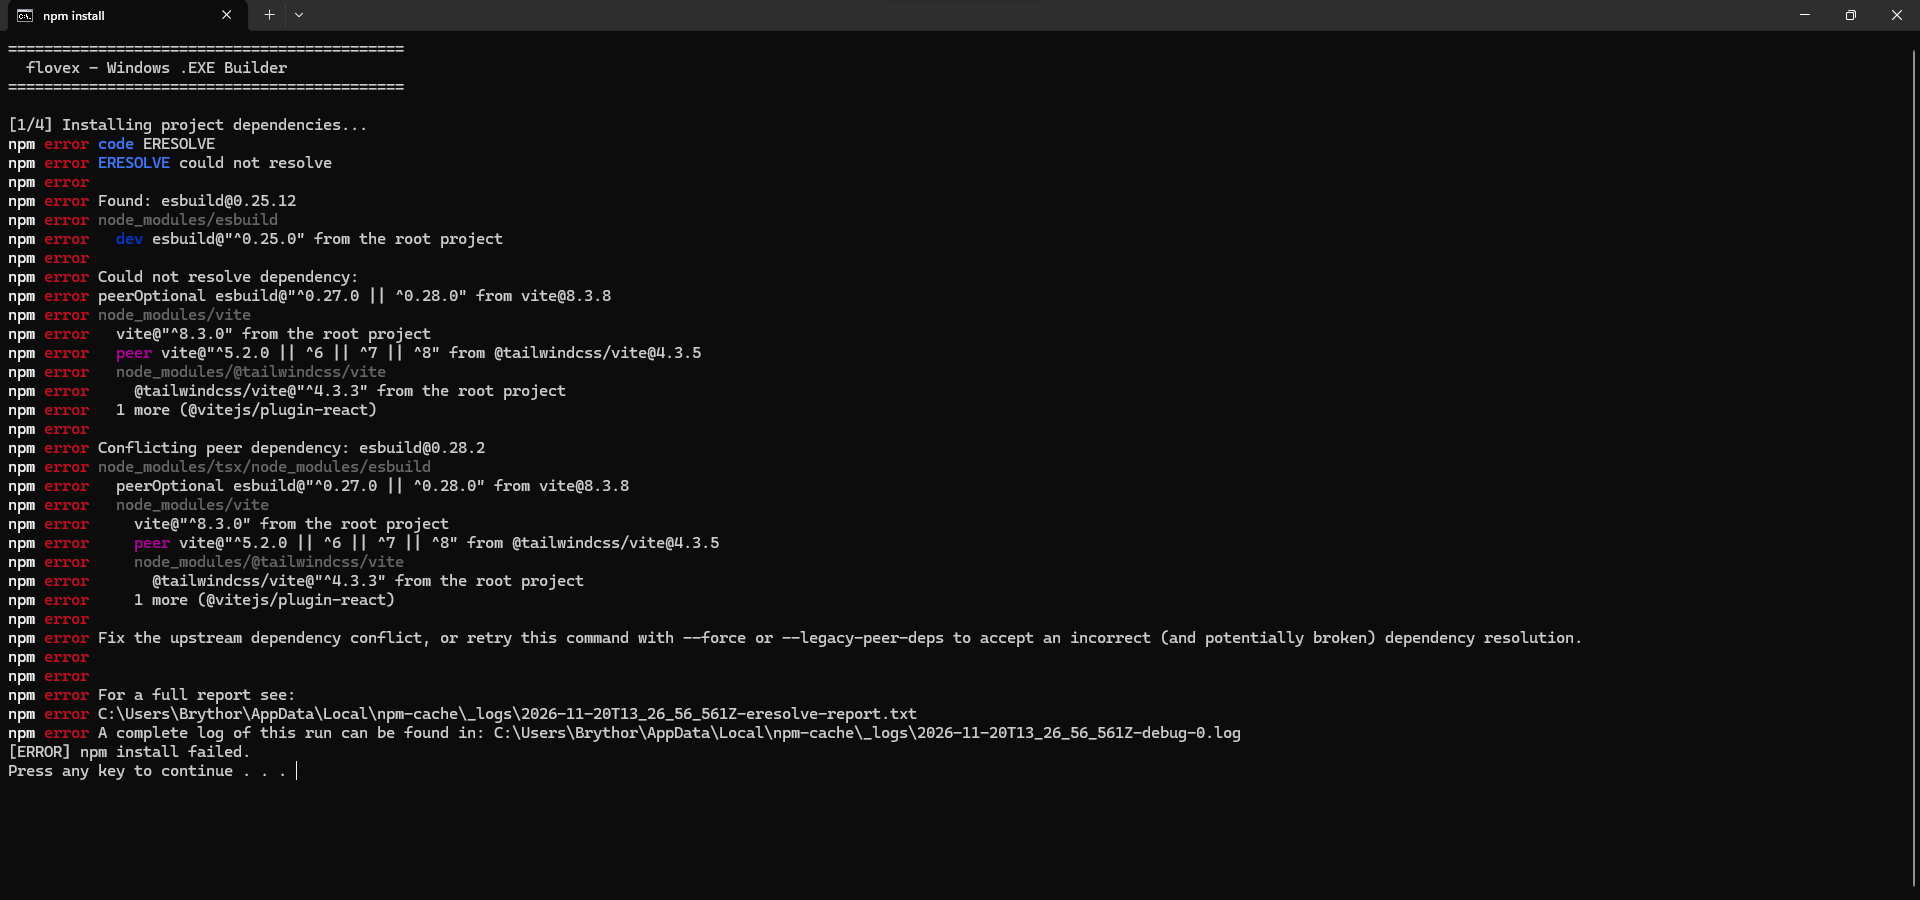 npm install
============================================
flovex - Windows .EXE Builder
============================================
[1/4] Installing project dependencies...
npm error code ERESOLVE
npm error ERESOLVE could not resolve
npm error
npm error Found: esbuild@0.25.12
npm error node_modules/esbuild
npm error   dev esbuild@"^0.25.0" from the root project
npm error
npm error Could not resolve dependency:
npm error peerOptional esbuild@"^0.27.0 || ^0.28.0" from vite@8.3.8
npm error node_modules/vite
npm error   vite@"^8.3.0" from the root project
npm error   peer vite@"^5.2.0 || ^6 || ^7 || ^8" from @tailwindcss/vite@4.3.5
npm error   node_modules/@tailwindcss/vite
npm error     @tailwindcss/vite@"^4.3.3" from the root project
npm error   1 more (@vitejs/plugin-react)
npm error
npm error Conflicting peer dependency: esbuild@0.28.2
npm error node_modules/tsx/node_modules/esbuild
npm error   peerOptional esbuild@"^0.27.0 || ^0.28.0" from vite@8.3.8
npm error   node_modules/vite
npm error     vite@"^8.3.0" from the root project
npm error     peer vite@"^5.2.0 || ^6 || ^7 || ^8" from @tailwindcss/vite@4.3.5
npm error     node_modules/@tailwindcss/vite
npm error       @tailwindcss/vite@"^4.3.3" from the root project
npm error     1 more (@vitejs/plugin-react)
npm error
npm error Fix the upstream dependency conflict, or retry this command with --force or --legacy-peer-deps to accept an incorrect (and potentially broken) dependency resolution.
npm error
npm error
npm error For a full report see:
npm error C:\Users\Brythor\AppData\Local\npm-cache\_logs\2026-11-20T13_26_56_561Z-eresolve-report.txt
npm error A complete log of this run can be found in: C:\Users\Brythor\AppData\Local\npm-cache\_logs\2026-11-20T13_26_56_561Z-debug-0.log
[ERROR] npm install failed.
Press any key to continue . . .